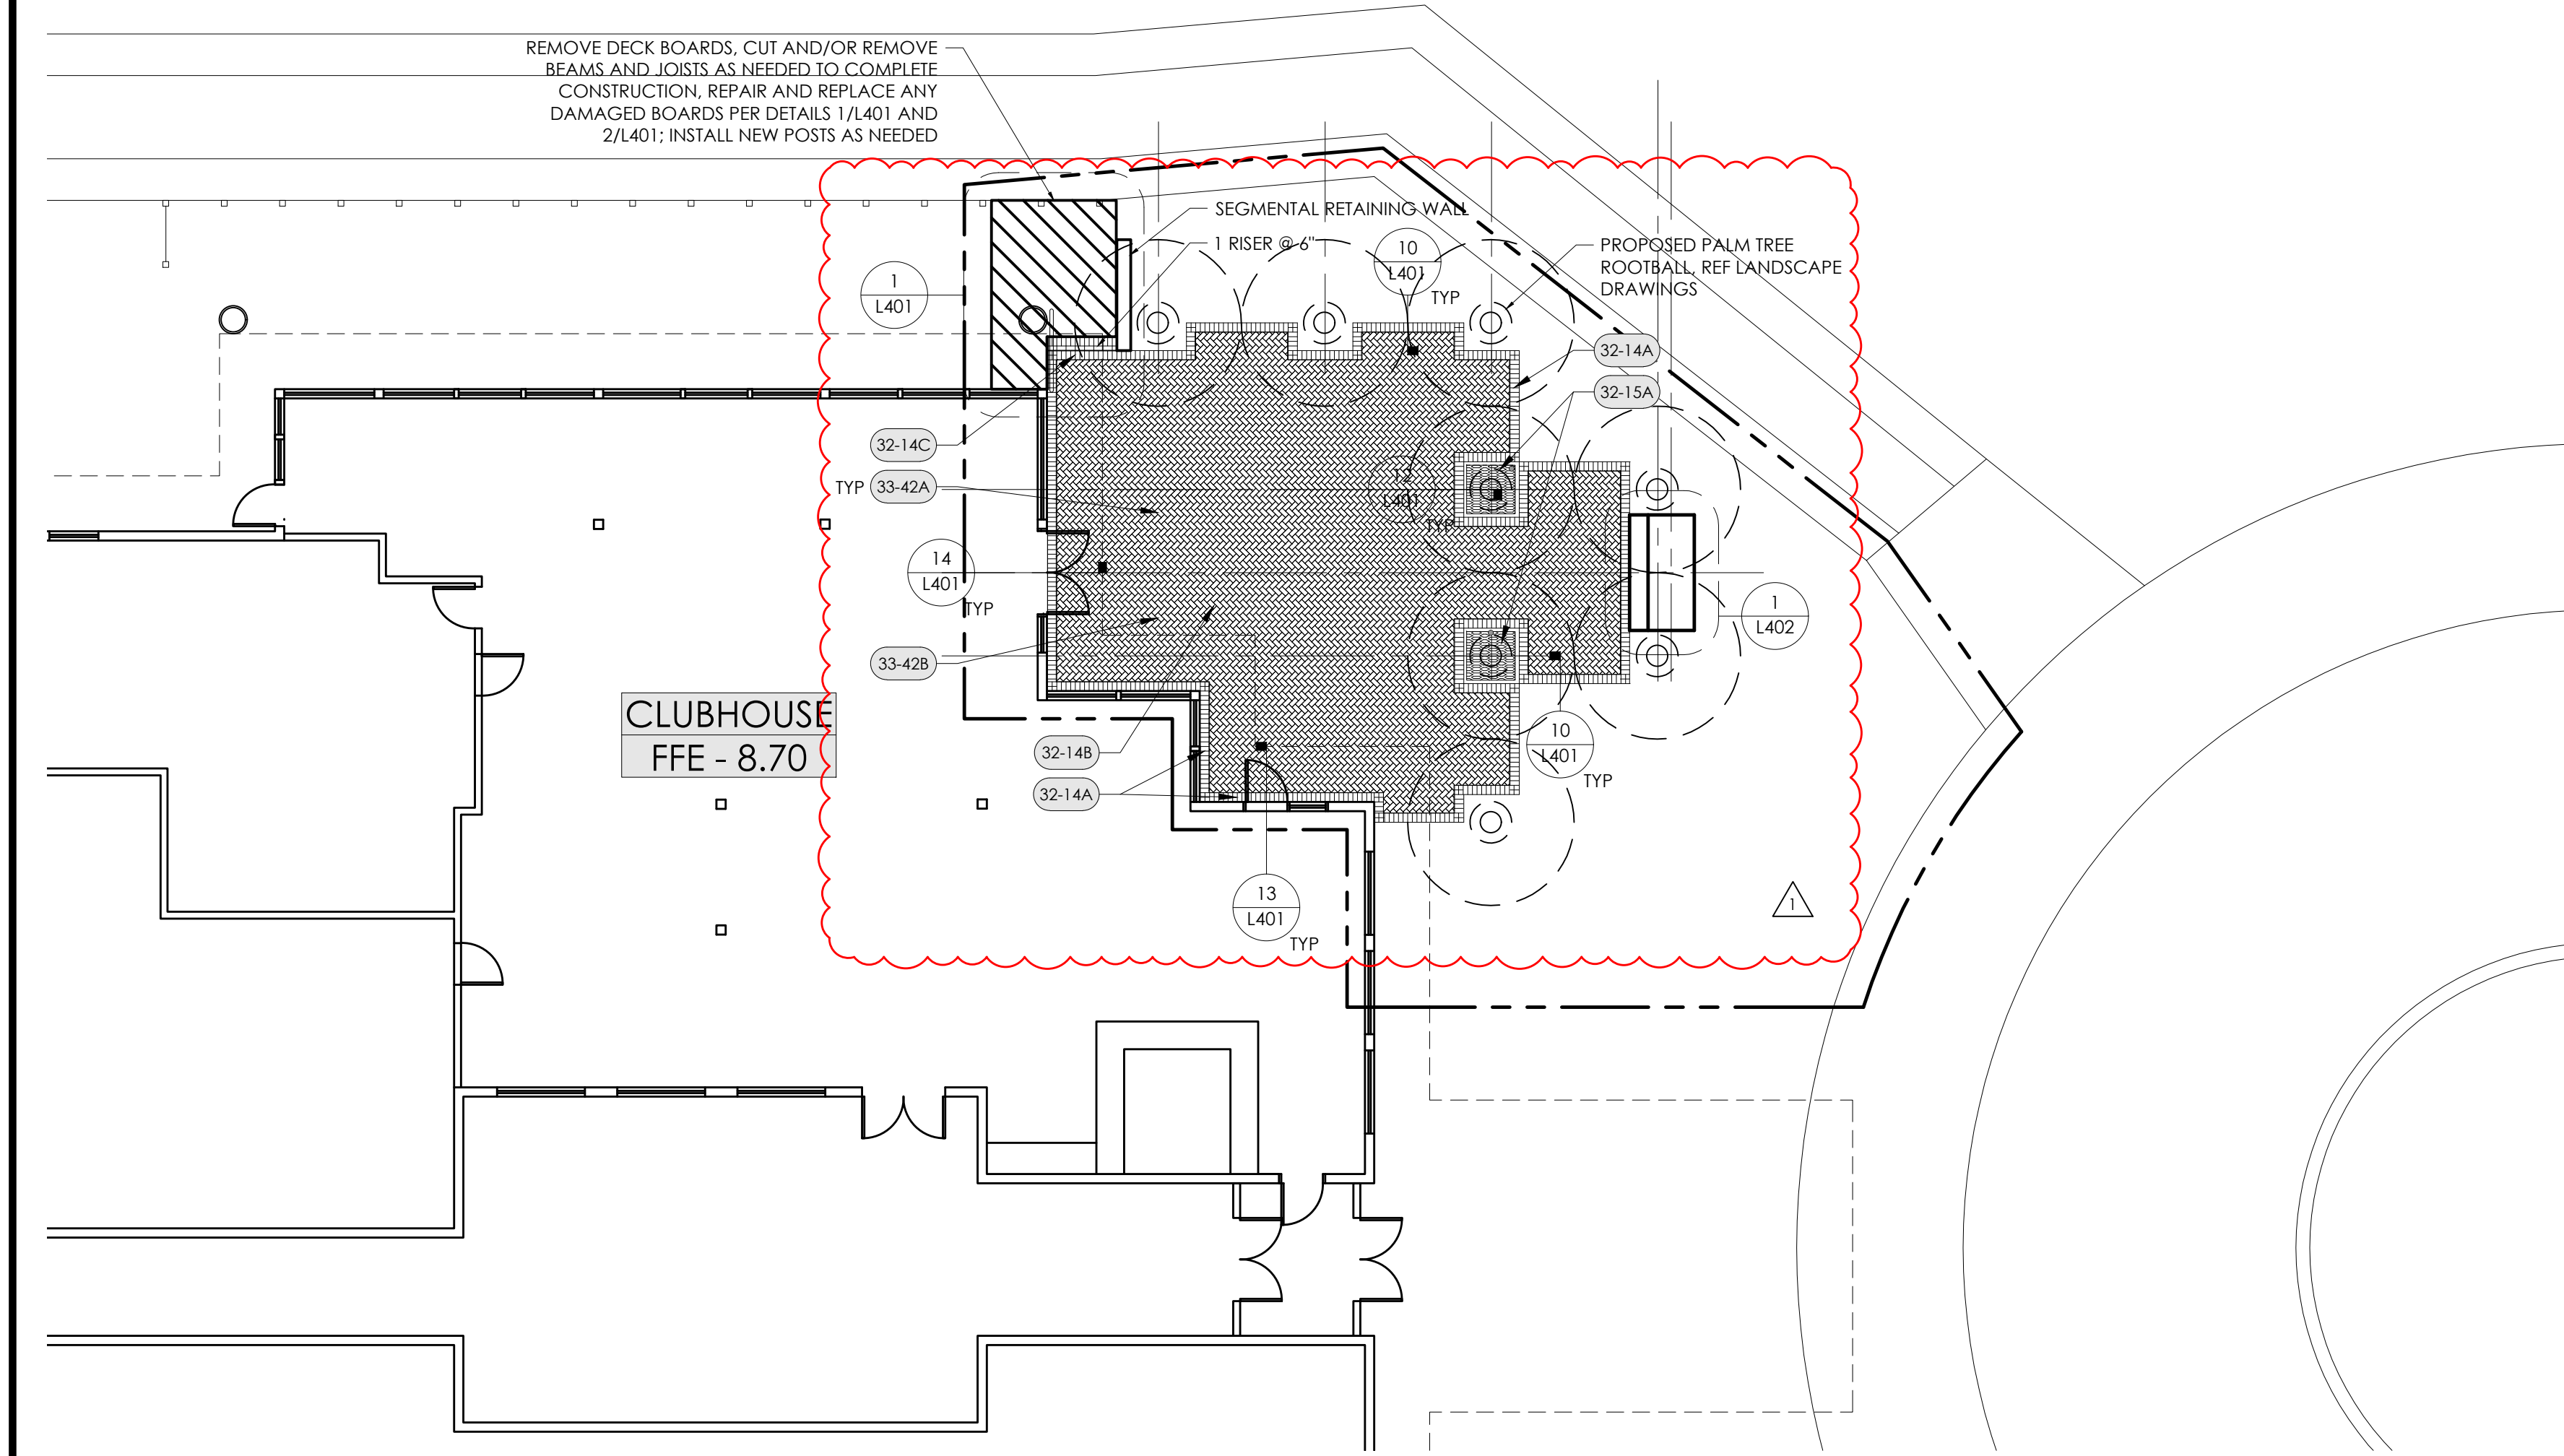 REMOVE DECK BOARDS, CUT AND/OR REMOVE
BEAMS AND JOISTS AS NEEDED TO COMPLETE
CONSTRUCTION, REPAIR AND REPLACE ANY
DAMAGED BOARDS PER DETAILS 1/L401 AND
2/L401; INSTALL NEW POSTS AS NEEDED
SEGMENTAL RETAINING WALL
1 RISER @ 6"
10
L401
TYP
PROPOSED PALM TREE
ROOTBALL, REF LANDSCAPE
DRAWINGS
1
L401
32-14A
32-15A
32-14C
TYP 33-42A
12
L401
TYP
14
L401
TYP
1
L402
33-42B
CLUBHOUSE
FFE - 8.70
32-14B
32-14A
10
L401
TYP
13
L401
TYP
1